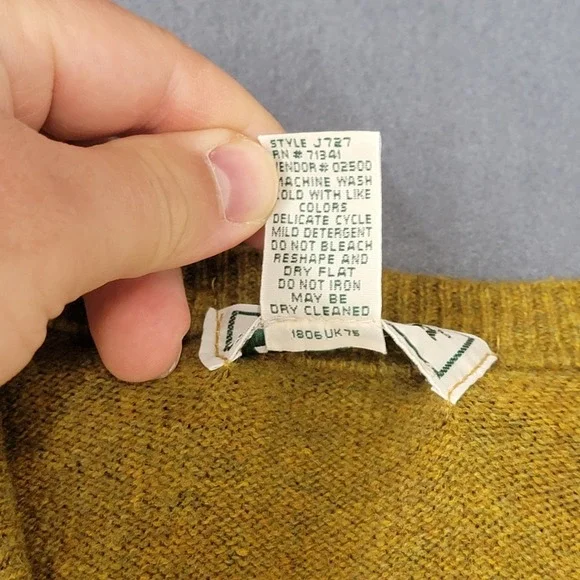 STYLE J727
RN # 71341
VENDOR # 02500
MACHINE WASH
COLD WITH LIKE
COLORS
DELICATE CYCLE
MILD DETERGENT
DO NOT BLEACH
RESHAPE AND
DRY FLAT
DO NOT IRON
MAY BE
DRY CLEANED
1806 UK 75